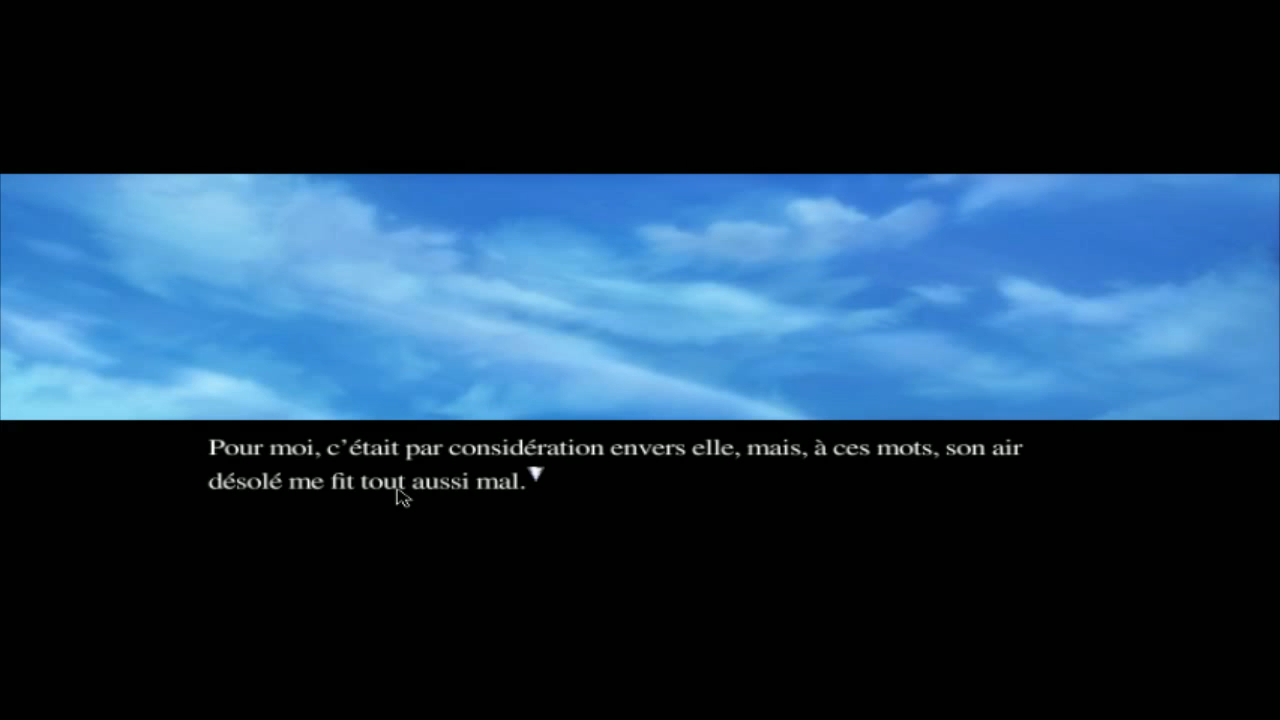 Pour moi, c’était par considération envers elle, mais, à ces mots, son air
désolé me fit tout aussi mal.